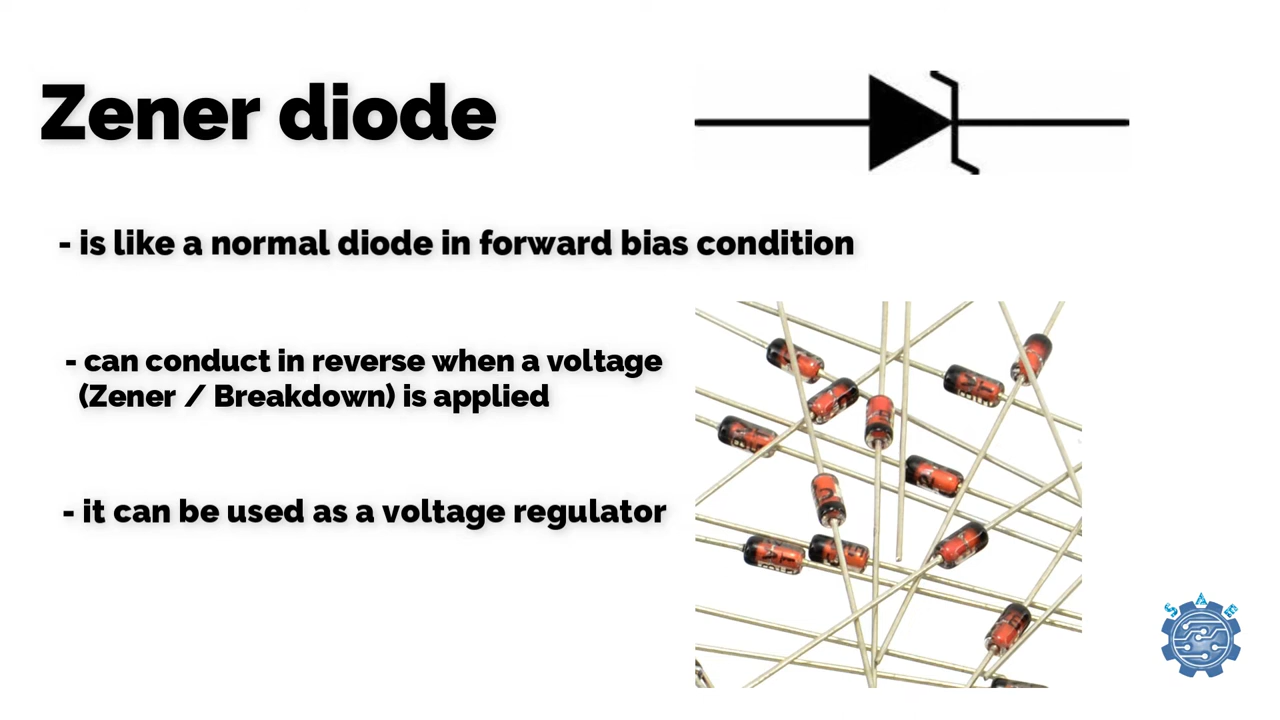 Zener diode
- is like a normal diode in forward bias condition
- can conduct in reverse when a voltage
(Zener / Breakdown) is applied
- it can be used as a voltage regulator
SAE